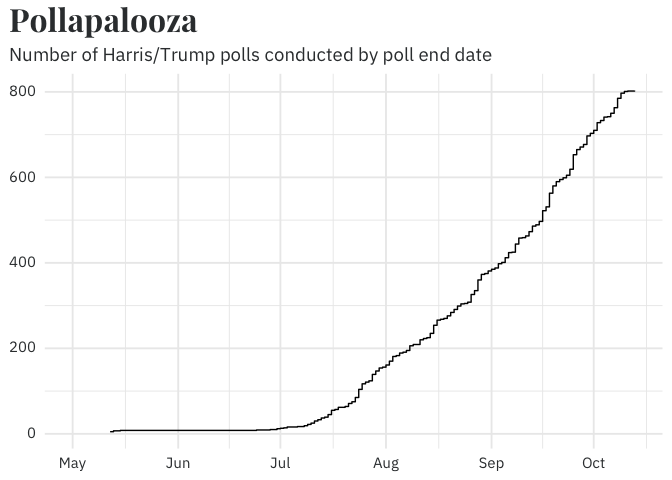 Pollapalooza
Number of Harris/Trump polls conducted by poll end date
800
600
400
200
0
May Jun Jul Aug Sep Oct